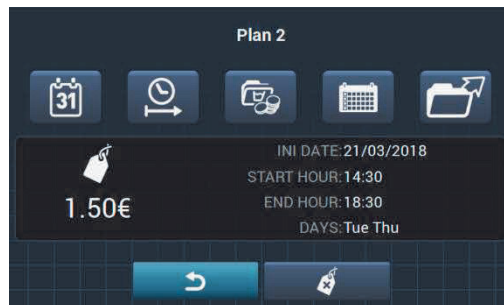 Plan 2
31
1.50€
INI DATE:21/03/2018
START HOUR:14:30
END HOUR:18:30
DAYS:Tue Thu